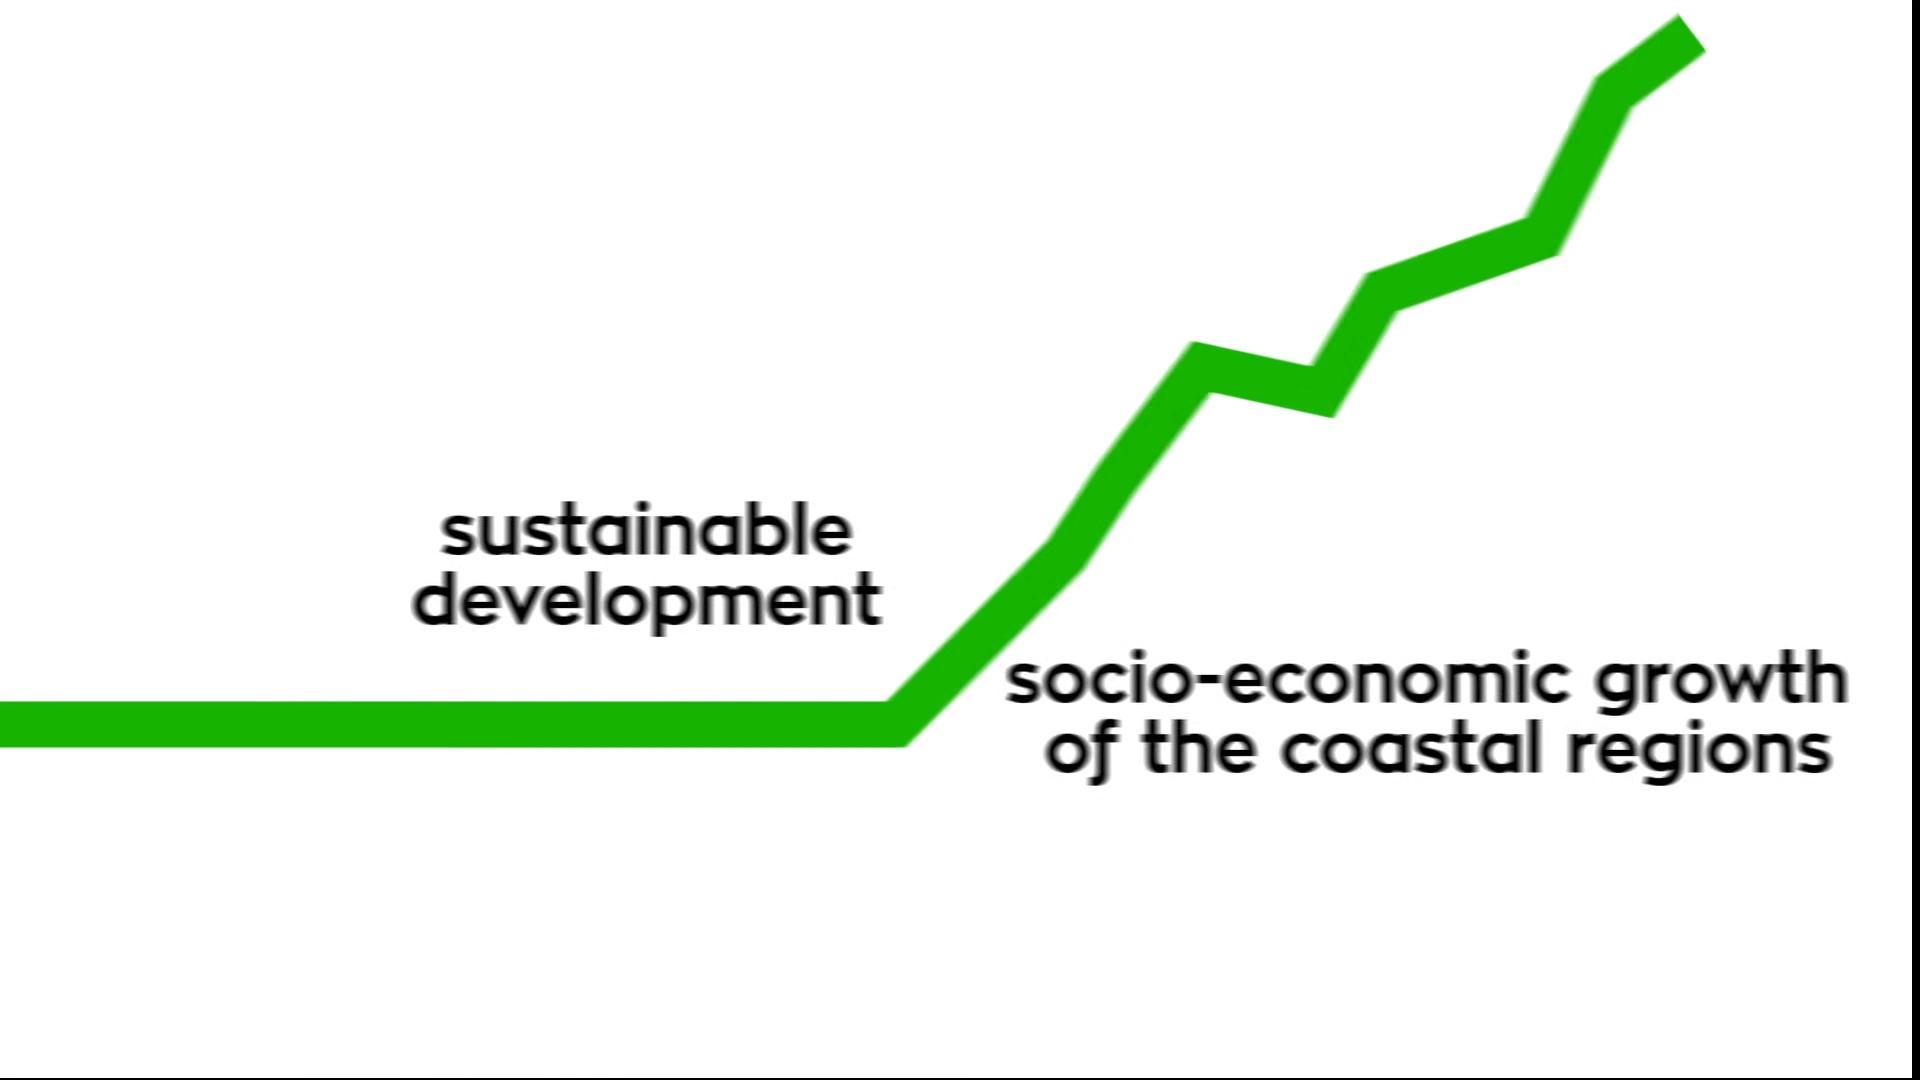 sustainable
development
socio-economic growth
of the coastal regions